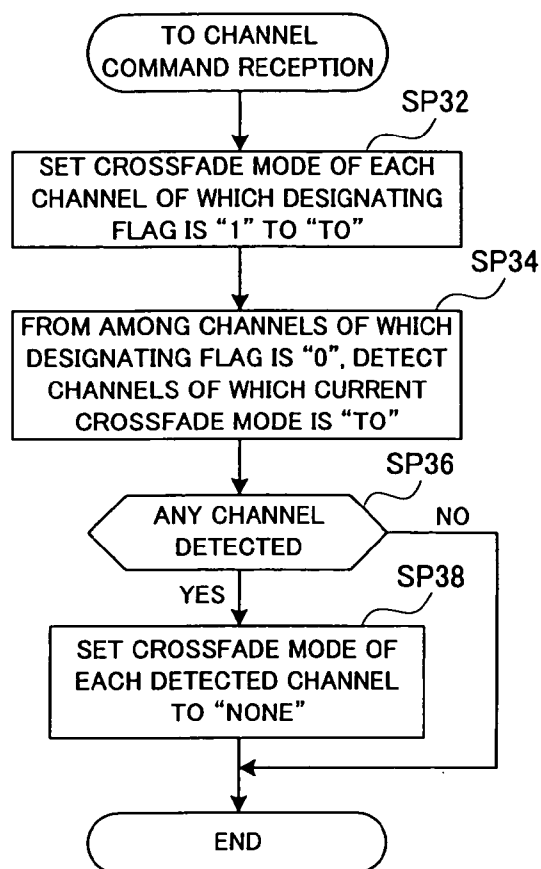 TO CHANNEL
COMMAND RECEPTION
SP32
SET CROSSFADE MODE OF EACH
CHANNEL OF WHICH DESIGNATING
FLAG IS “1” TO “TO”
SP34
FROM AMONG CHANNELS OF WHICH
DESIGNATING FLAG IS “0”, DETECT
CHANNELS OF WHICH CURRENT
CROSSFADE MODE IS “TO”
SP36
ANY CHANNEL
DETECTED
NO
YES
SP38
SET CROSSFADE MODE OF
EACH DETECTED CHANNEL
TO “NONE”
END